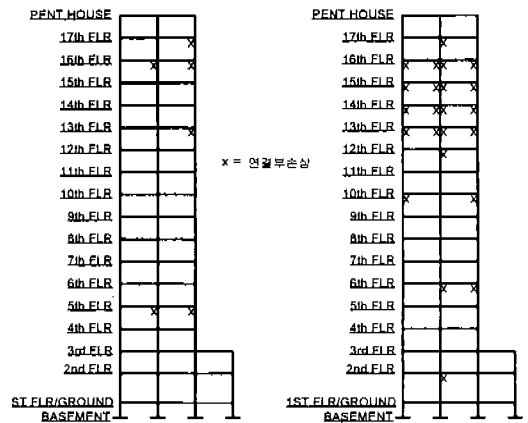 PENT HOUSE
17th FLR
16th FLR
15th FLR
14th FLR
13th FLR
12th FLR
11th FLR
10th FLR
9th FLR
8th FLR
7th FLR
6th FLR
5th FLR
4th FLR
3rd FLR
2nd FLR
ST FLR/GROUND
BASEMENT
x = 연결부손상
PENT HOUSE
17th FLR
16th FLR
15th FLR
14th FLR
13th FLR
12th FLR
11th FLR
10th FLR
9th FLR
8th FLR
7th FLR
6th FLR
5th FLR
4th FLR
3rd FLR
2nd FLR
1ST FLR/GROUND
BASEMENT